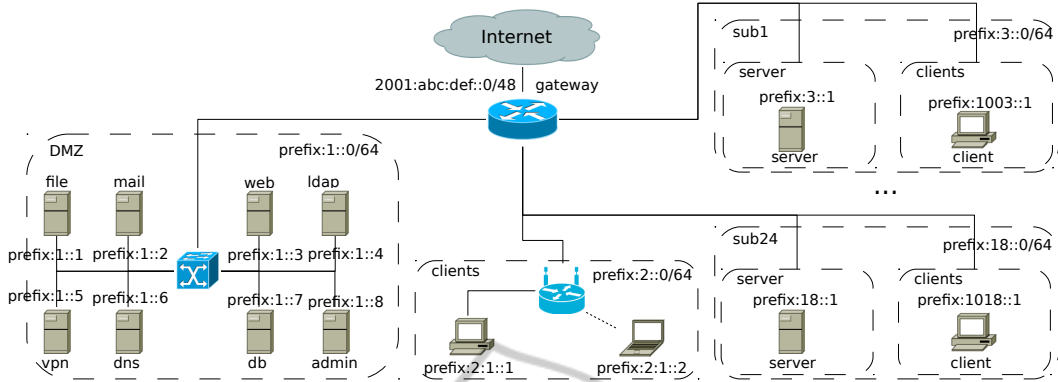 Internet
2001:abc:def::0/48 gateway
DMZ
prefix:1::0/64
file
mail
web
ldap
prefix:1::1
prefix:1::2
prefix:1::3
prefix:1::4
prefix:1::5
prefix:1::6
prefix:1::7
prefix:1::8
vpn
dns
db
admin
clients
prefix:2::0/64
prefix:2:1::1
prefix:2:1::2
sub1
prefix:3::0/64
server
clients
prefix:3::1
prefix:1003::1
server
client
...
sub24
prefix:18::0/64
server
clients
prefix:18::1
prefix:1018::1
server
client